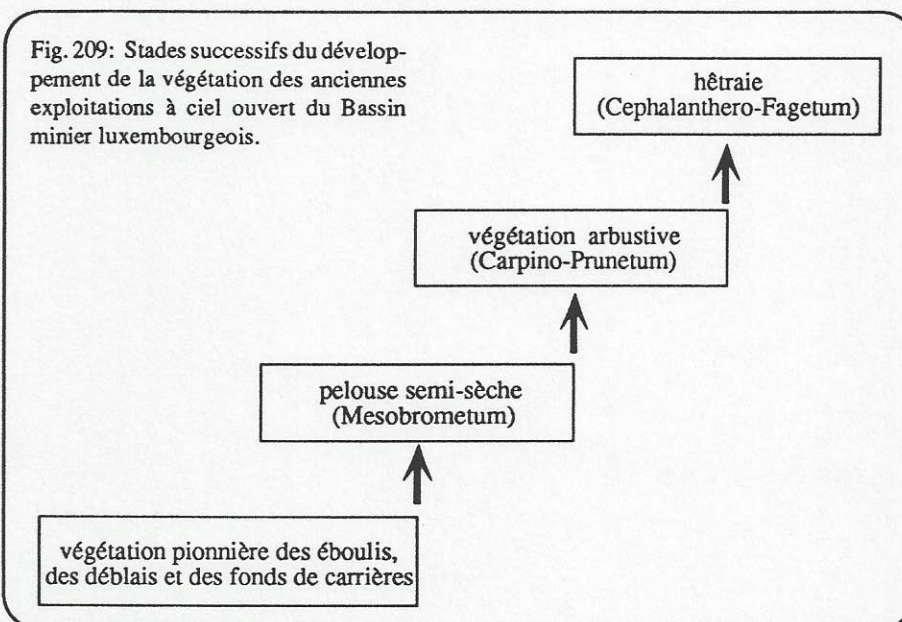 Fig. 209: Stades successifs du dévelop-
pement de la végétation des anciennes
exploitations à ciel ouvert du Bassin
minier luxembourgeois.
hêtraie
(Cephalanthero-Fagetum)
végétation arbustive
(Carpino-Prunetum)
pelouse semi-sèche
(Mesobrometum)
végétation pionnière des éboulis,
des déblais et des fonds de carrières